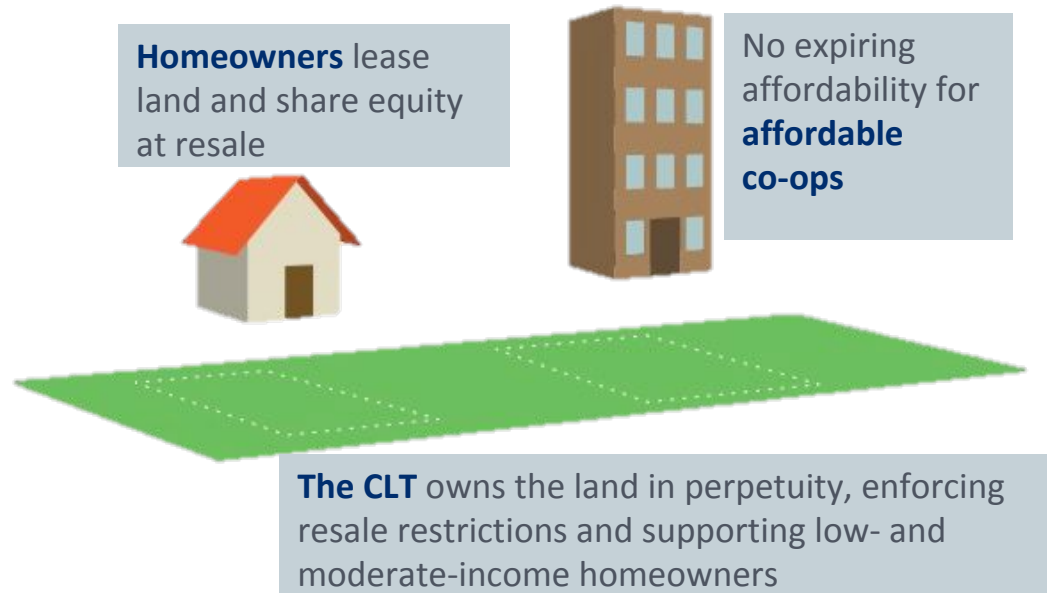 Homeowners lease
land and share equity
at resale
No expiring
affordability for
affordable
co-ops
The CLT owns the land in perpetuity, enforcing
resale restrictions and supporting low- and
moderate-income homeowners